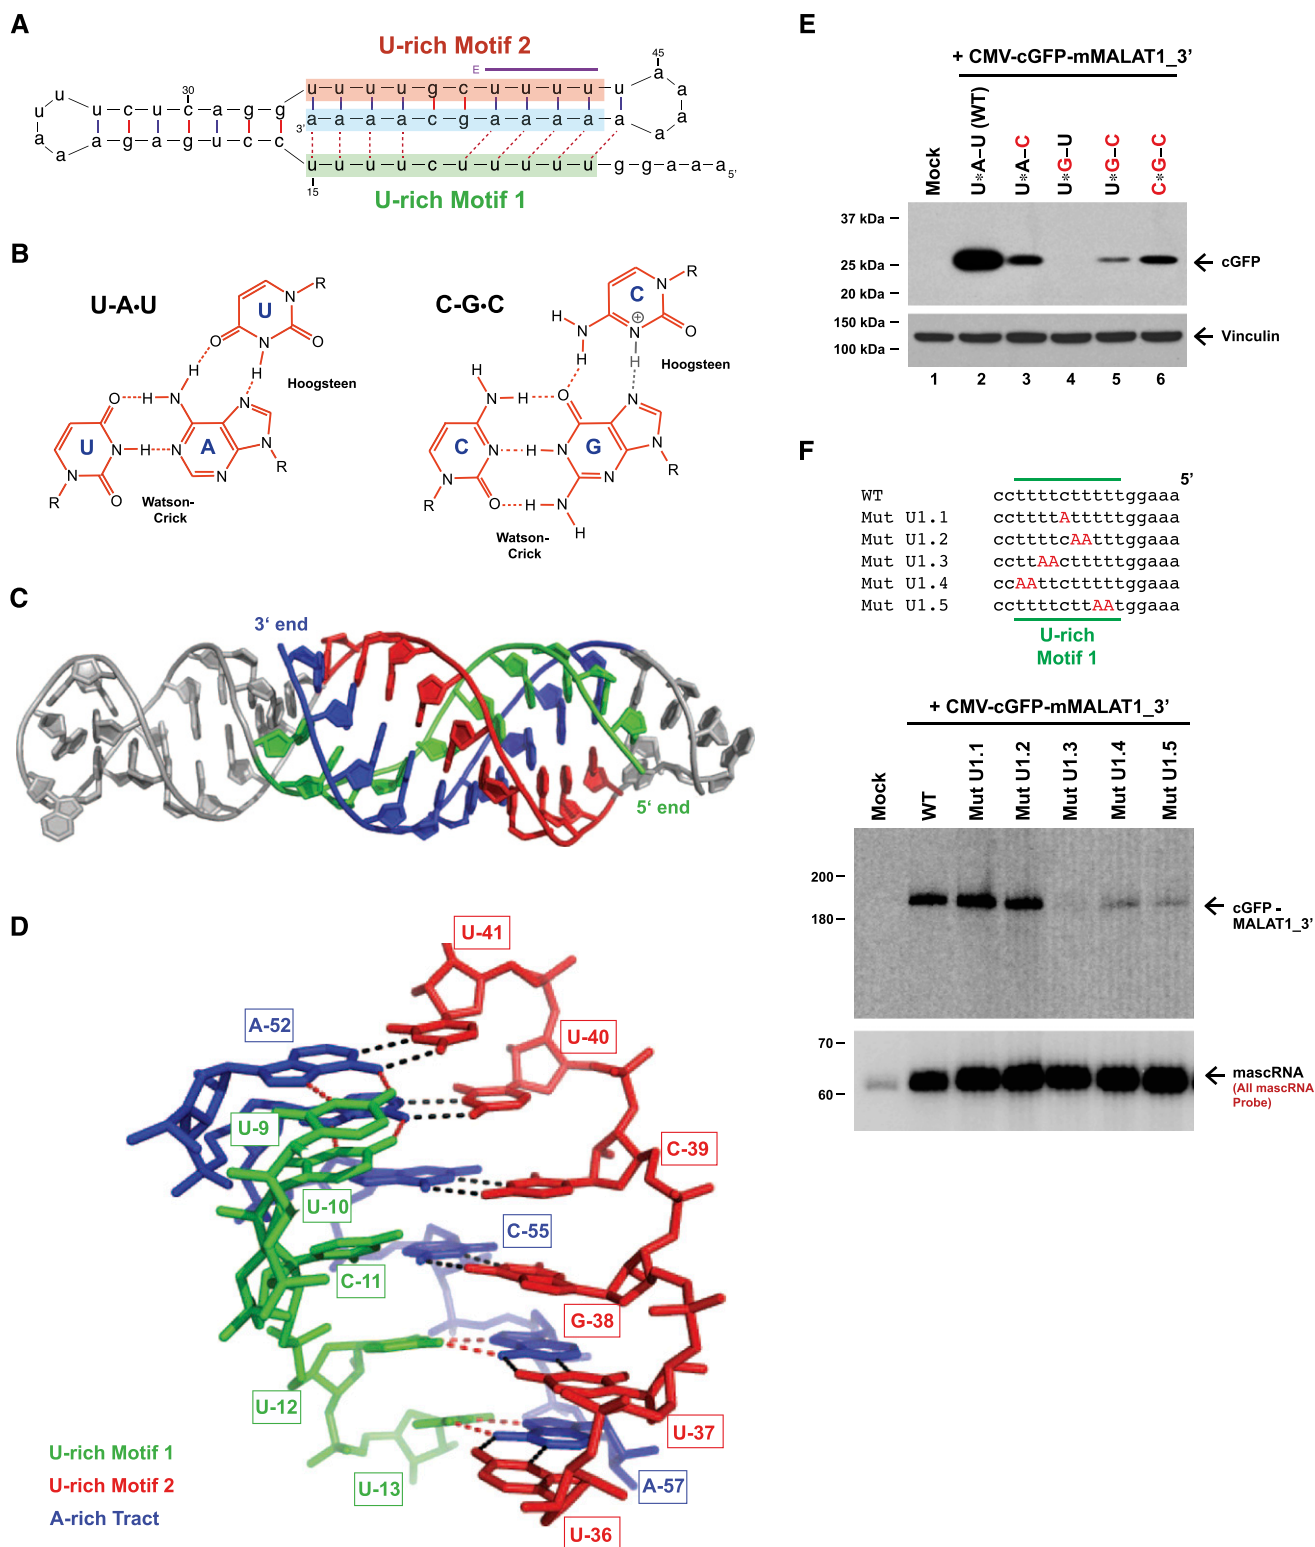 A
U-rich Motif 2
E
45
30
u u u c u c a g g u u u u g c u u u u u a a a a a
3' a a a a c g a a a a a
a a a g a g u c c u u u u c u u u u u g g a a a 5'
15
U-rich Motif 1
B
U-A•U
U
N
R
O
N
O
H
H
Hoogsteen
O
H
N
N
U
N
H
N
A
N
R
N
O
N
R
Watson-
Crick
C-G•C
C
N
R
H
N
N
O
H
H
H
Hoogsteen
N
H
O
N
C
N
H
N
G
N
R
N
N
R
O
H
N
H
Watson-
Crick
C
3' end
5' end
D
U-41
A-52
U-40
U-9
C-39
U-10
C-55
C-11
G-38
U-12
U-37
U-13
A-57
U-36
U-rich Motif 1
U-rich Motif 2
A-rich Tract
E
+ CMV-cGFP-mMALAT1_3'
Mock
U*A–U (WT)
U*A–C
U*G–U
U*G–C
C*G–C
37 kDa
25 kDa
20 kDa
cGFP
150 kDa
100 kDa
Vinculin
1 2 3 4 5 6
F
5'
WT ccttttctttttggaaa
Mut U1.1 ccttttAtttttggaaa
Mut U1.2 ccttttcAAtttggaaa
Mut U1.3 ccttAActttttggaaa
Mut U1.4 ccAAttctttttggaaa
Mut U1.5 ccttttcttAAtggaaa
U-rich
Motif 1
+ CMV-cGFP-mMALAT1_3'
Mock
WT
Mut U1.1
Mut U1.2
Mut U1.3
Mut U1.4
Mut U1.5
200
180
cGFP -
MALAT1_3'
70
60
mascRNA
(All mascRNA
Probe)